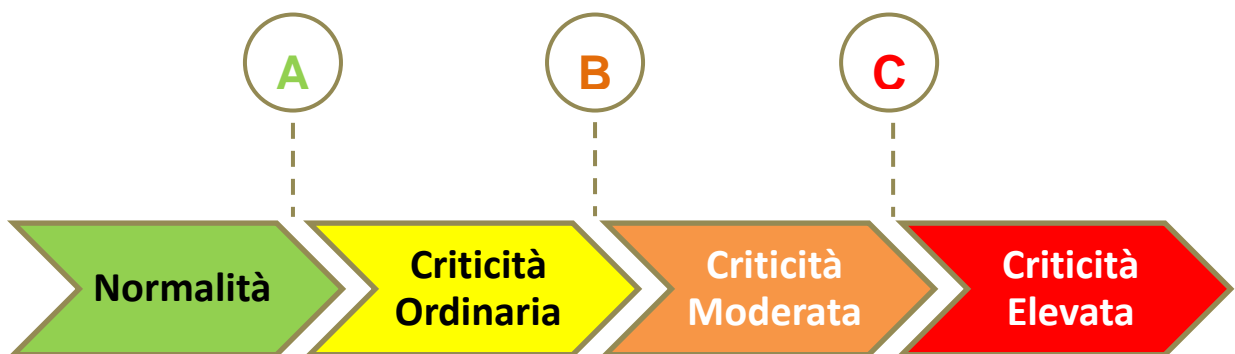 A
B
C
Normalità
Criticità
Ordinaria
Criticità
Moderata
Criticità
Elevata